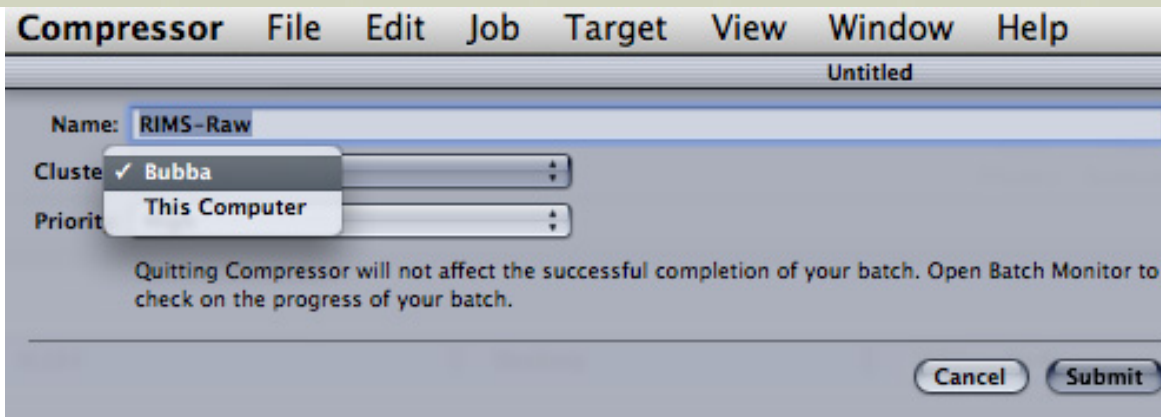 Compressor File Edit Job Target View Window Help
Untitled
Name: RIMS-Raw
Cluste ✓ Bubba
This Computer
Priorit
Quitting Compressor will not affect the successful completion of your batch. Open Batch Monitor to
check on the progress of your batch.
Cancel Submit